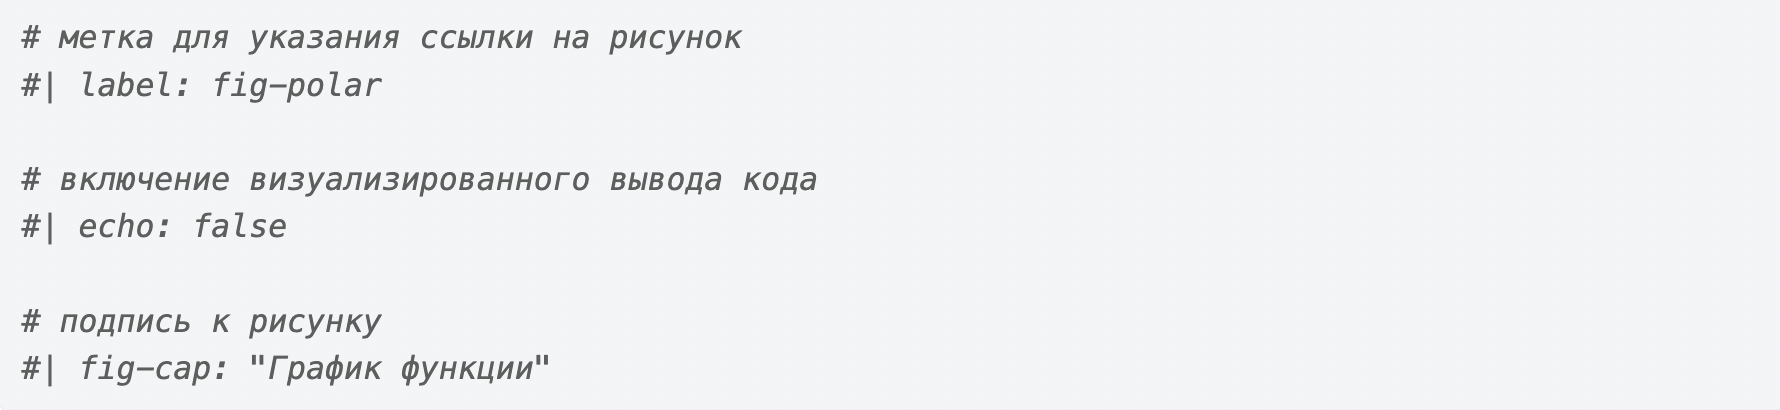 # метка для указания ссылки на рисунок
#| label: fig-polar
# включение визуализированного вывода кода
#| echo: false
# подпись к рисунку
#| fig-cap: "График функции"